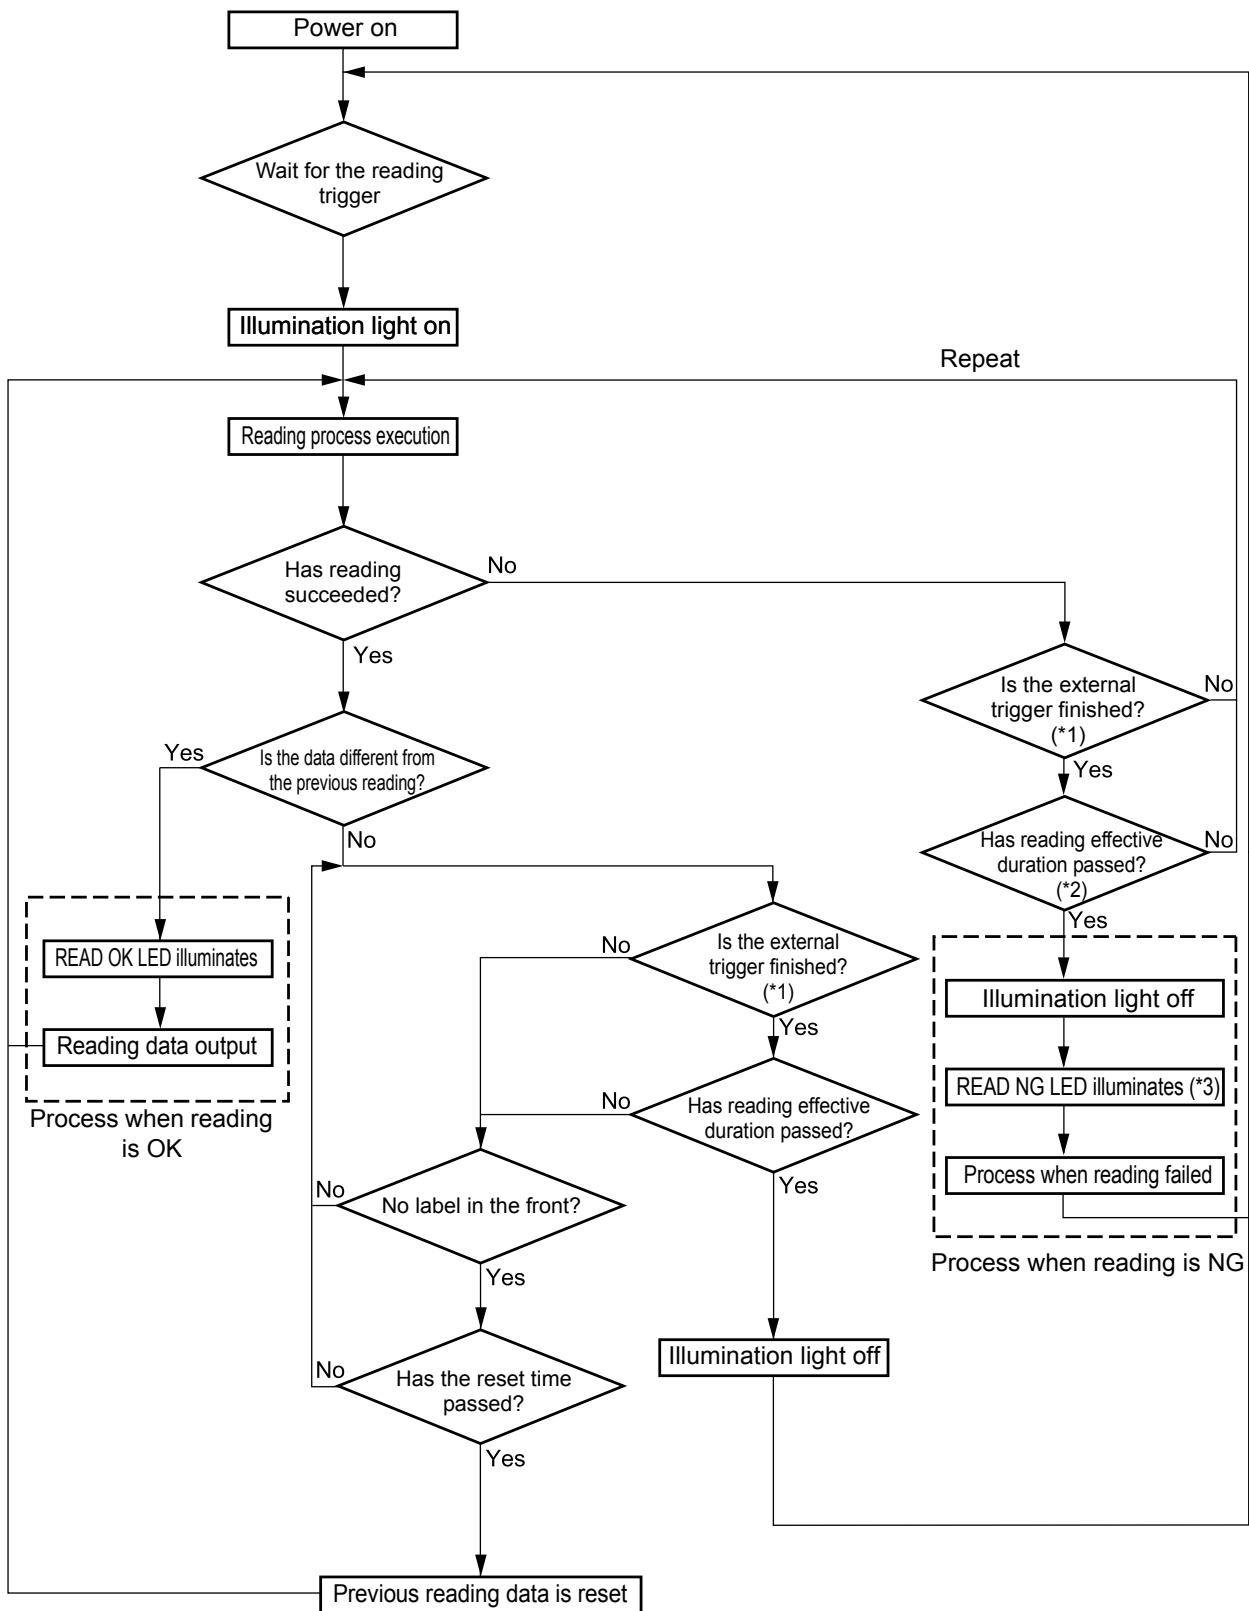 Power on
Wait for the reading
trigger
Illumination light on
Repeat
Reading process execution
Has reading
succeeded?
No
Yes
Is the external
trigger finished?
(*1)
No
Yes
Is the data different from
the previous reading?
Yes
No
Has reading effective
duration passed?
(*2)
No
Yes
READ OK LED illuminates
Reading data output
Process when reading
is OK
Is the external
trigger finished?
(*1)
No
Yes
Illumination light off
READ NG LED illuminates (*3)
Process when reading failed
Process when reading is NG
Has reading effective
duration passed?
No
Yes
No label in the front?
No
Yes
Illumination light off
Has the reset time
passed?
No
Yes
Previous reading data is reset